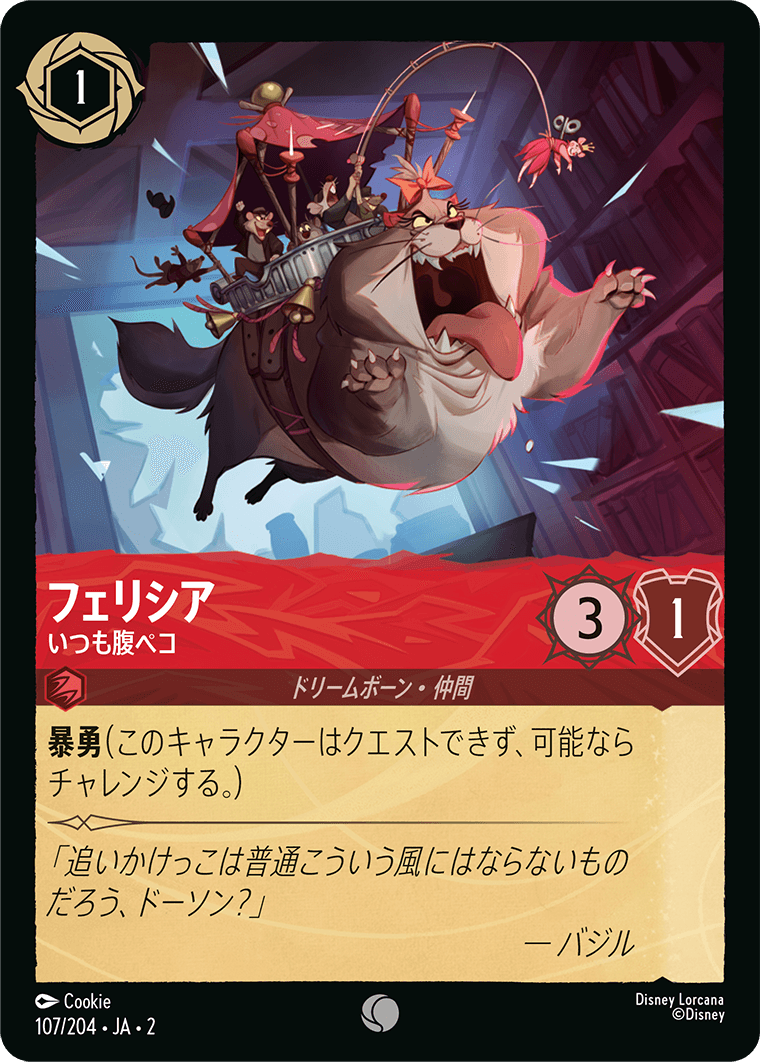 1
フェリシア
いつも腹ペコ
3
1
ドリームボーン・仲間
暴勇(このキャラクターはクエストできず、可能なら
チャレンジする。)
「追いかけっこは普通こういう風にはならないもの
だろう、ドーソン?」
— バジル
Cookie
107/204・JA・2
Disney Lorcana
©Disney